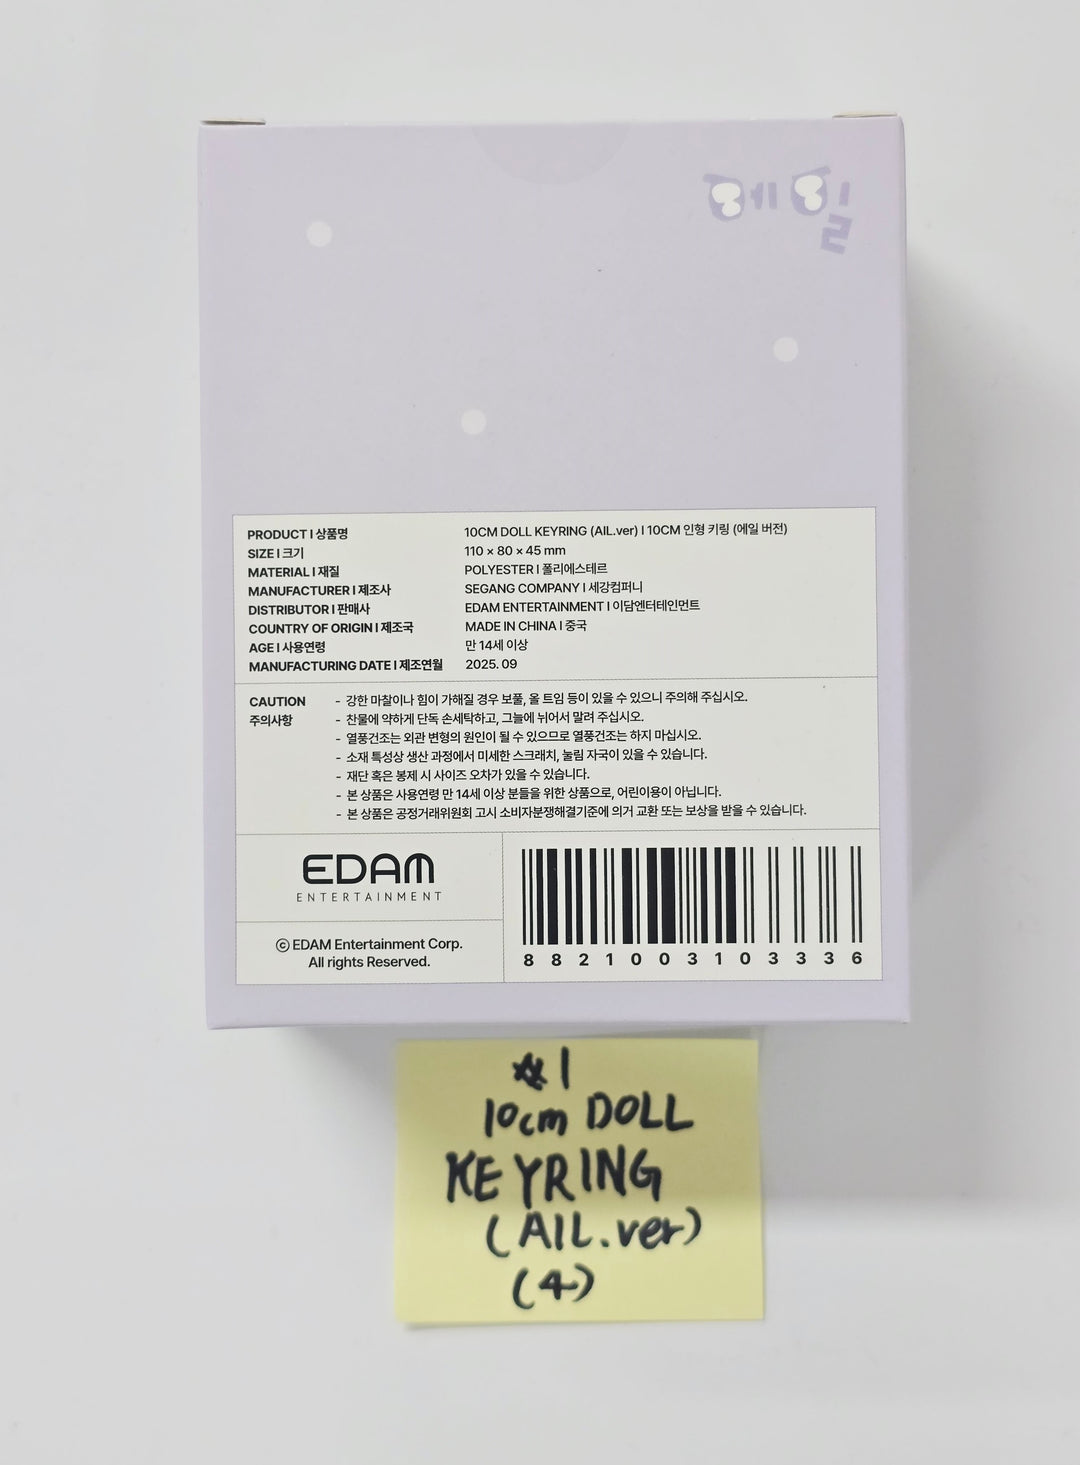 메일
PRODUCT I 상품명 10CM DOLL KEYRING (AIL.ver) I 10CM 인형 키링 (에일 버전)
SIZE I 크기 110 × 80 × 45 mm
MATERIAL I 재질 POLYESTER I 폴리에스테르
MANUFACTURER I 제조사 SEGANG COMPANY I 세강컴퍼니
DISTRIBUTOR I 판매사 EDAM ENTERTAINMENT I 이담엔터테인먼트
COUNTRY OF ORIGIN I 제조국 MADE IN CHINA I 중국
AGE I 사용연령 만 14세 이상
MANUFACTURING DATE I 제조연월 2025. 09
CAUTION - 강한 마찰이나 힘이 가해질 경우 보풀, 올 트임 등이 있을 수 있으니 주의해 주십시오.
주의사항 - 찬물에 약하게 단독 손세탁하고, 그늘에 뉘어서 말려 주십시오.
- 열풍건조는 외관 변형의 원인이 될 수 있으므로 열풍건조는 하지 마십시오.
- 소재 특성상 생산 과정에서 미세한 스크래치, 눌림 자국이 있을 수 있습니다.
- 재단 혹은 봉제 시 사이즈 오차가 있을 수 있습니다.
- 본 상품은 사용연령 만 14세 이상 분들을 위한 상품으로, 어린이용이 아닙니다.
- 본 상품은 공정거래위원회 고시 소비자분쟁해결기준에 의거 교환 또는 보상을 받을 수 있습니다.
EDAM
ENTERTAINMENT
ⓒ EDAM Entertainment Corp.
All rights Reserved.
8821003103336
#1
10cm DOLL
KEYRING
(AIL.ver)
(4)